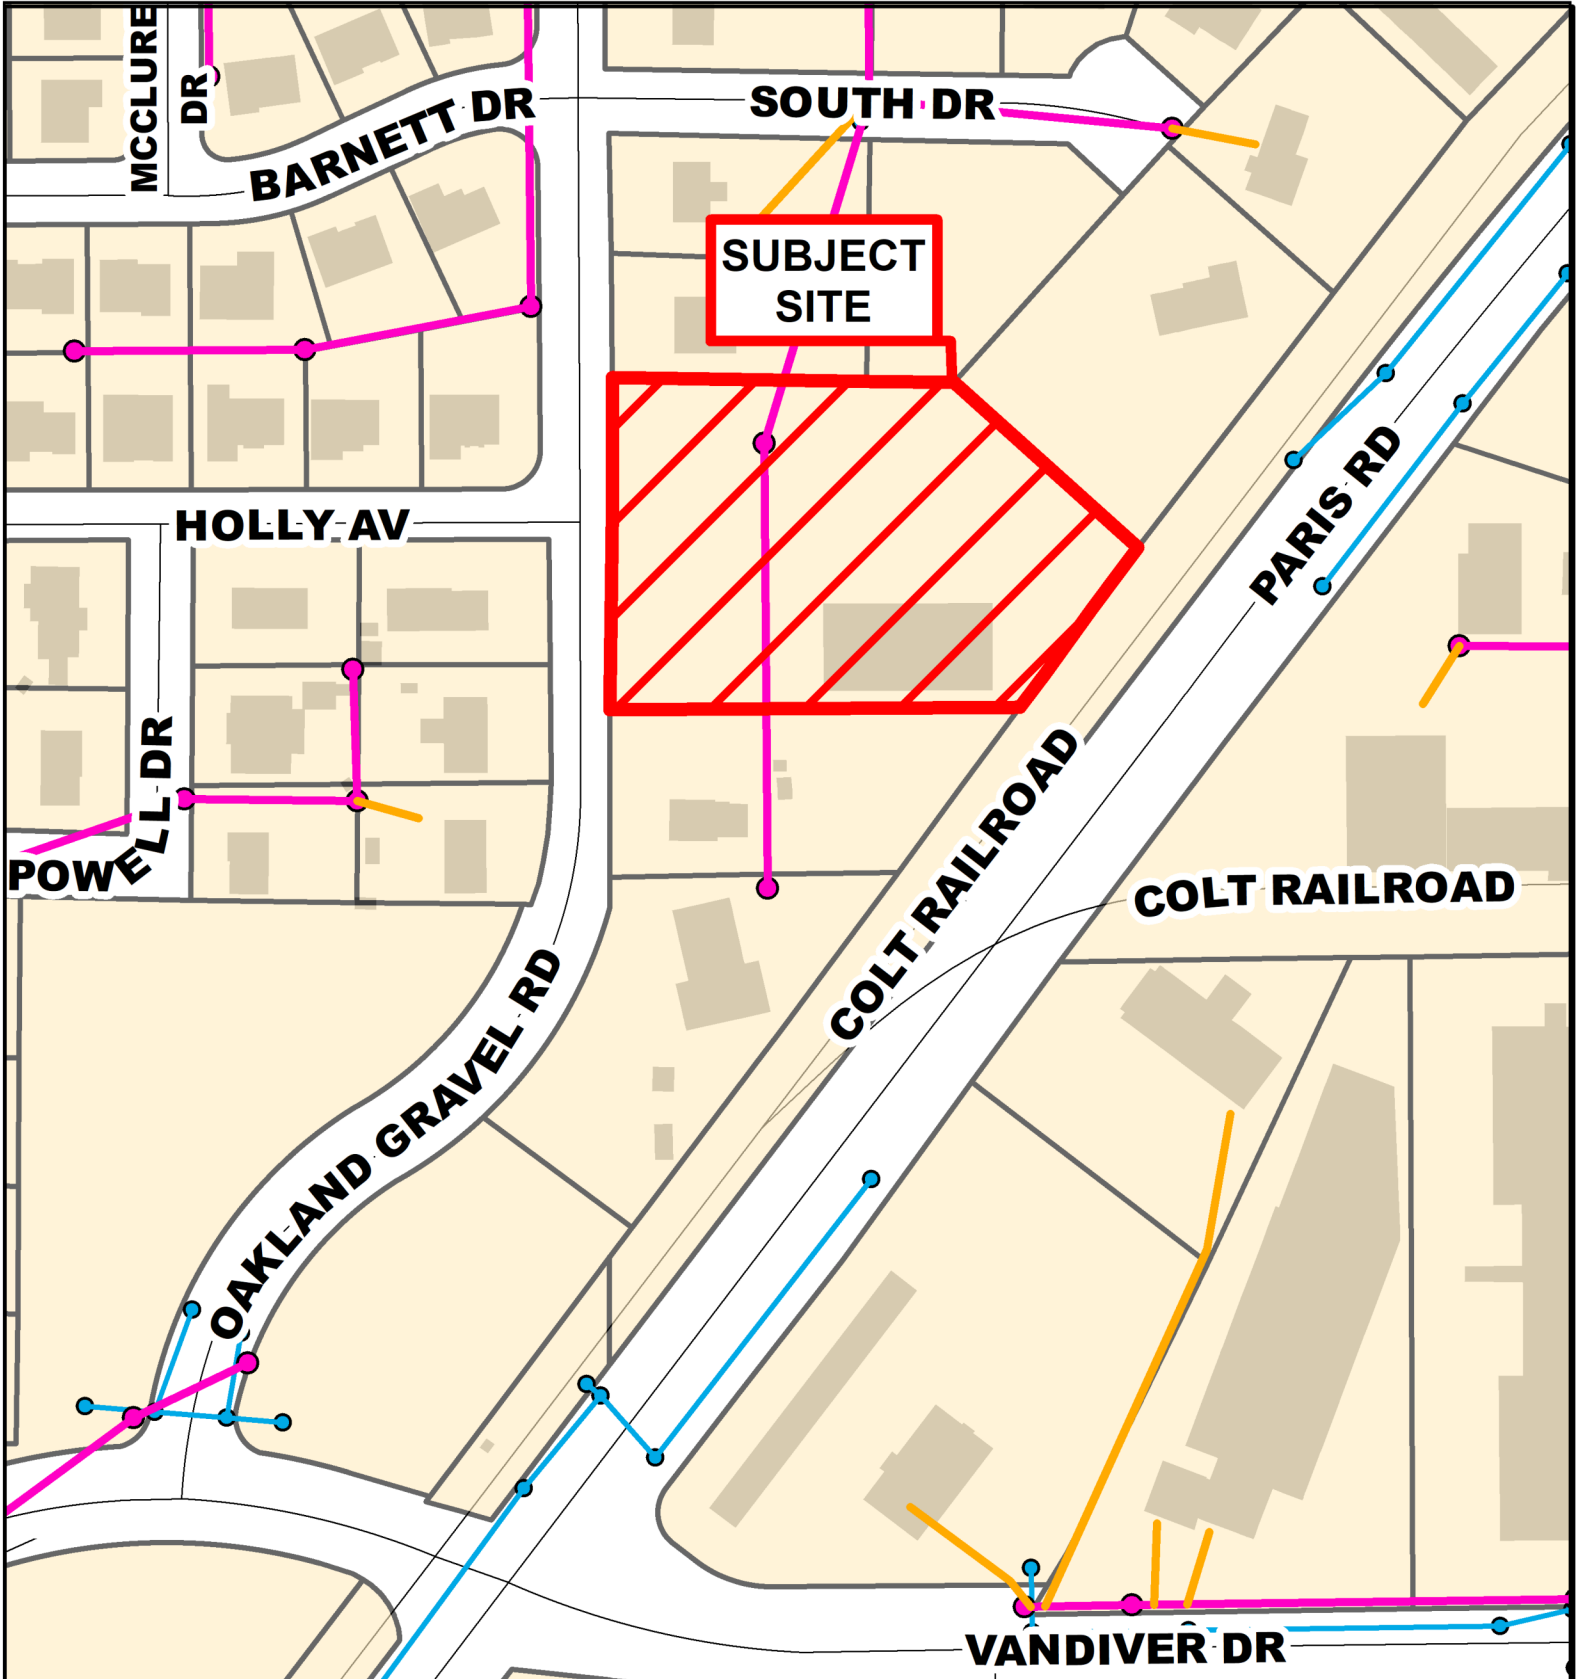 MCCLURE
DR
BARNETT DR
SOUTH DR
SUBJECT
SITE
HOLLY AV
PARIS RD
POWELL DR
COLT RAILROAD
COLT RAILROAD
OAKLAND GRAVEL RD
VANDIVER DR